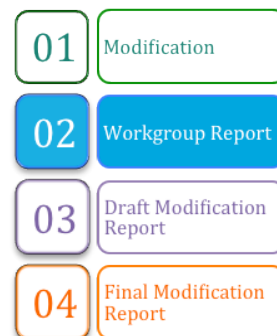 01
Modification
02
Workgroup Report
03
Draft Modification
Report
04
Final Modification
Report